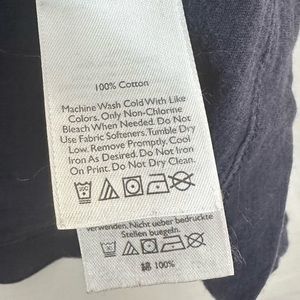 100% Cotton
Machine Wash Cold With Like
Colors, Only Non-Chlorine
Bleach When Needed. Do Not
Use Fabric Softeners. Tumble Dry
Low. Remove Promptly. Cool
Iron As Desired. Do Not Iron
On Print. Do Not Dry Clean.
verwenden. Nicht ueber bedruckte
Stellen buegeln.
綿 100%